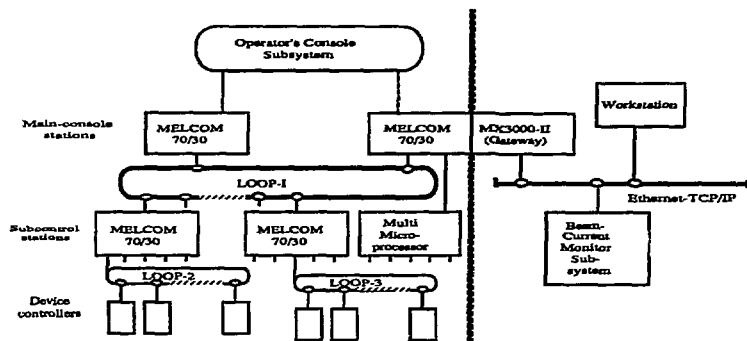 Operator's Console
Subsystem
Main-console
stations
MELCOM
70/30
MELCOM
70/30
MX3000-II
(Gateway)
Workstation
LOOP-1
Ethernet-TCP/IP
Subcontrol
stations
MELCOM
70/30
MELCOM
70/30
Multi
Micro-
processor
Beam-
Current
Monitor
Sub-
system
LOOP-2
LOOP-3
Device
controllers